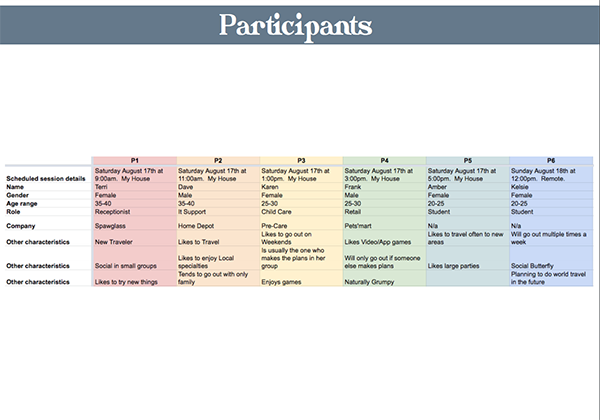 Participants
P1 P2 P3 P4 P5 P6
Scheduled session details Saturday August 17th at 9:00am. My House Saturday August 17th at 11:00am. My House Saturday August 17th at 1:00pm. My House Saturday August 17th at 3:00pm. My House Saturday August 17th at 5:00pm. My House Sunday August 18th at 12:00pm. Remote.
Name Terri Dave Karen Frank Amber Kelsie
Gender Female Male Female Male Female Female
Age range 35-40 35-40 25-30 25-30 20-25 20-25
Role Receptionist It Support Child Care Retail Student Student
Company Spawglass Home Depot Pre-Care Pets'mart N/a N/a
Other characteristics New Traveler Likes to Travel Likes to go out on Weekends Likes Video/App games Likes to travel often to new areas Will go out multiple times a week
Other characteristics Social in small groups Likes to enjoy Local specialties Is usually the one who makes the plans in her group Will only go out if someone else makes plans Likes large parties Social Butterfly
Other characteristics Likes to try new things Tends to go out with only family Enjoys games Naturally Grumpy Planning to do world travel in the future